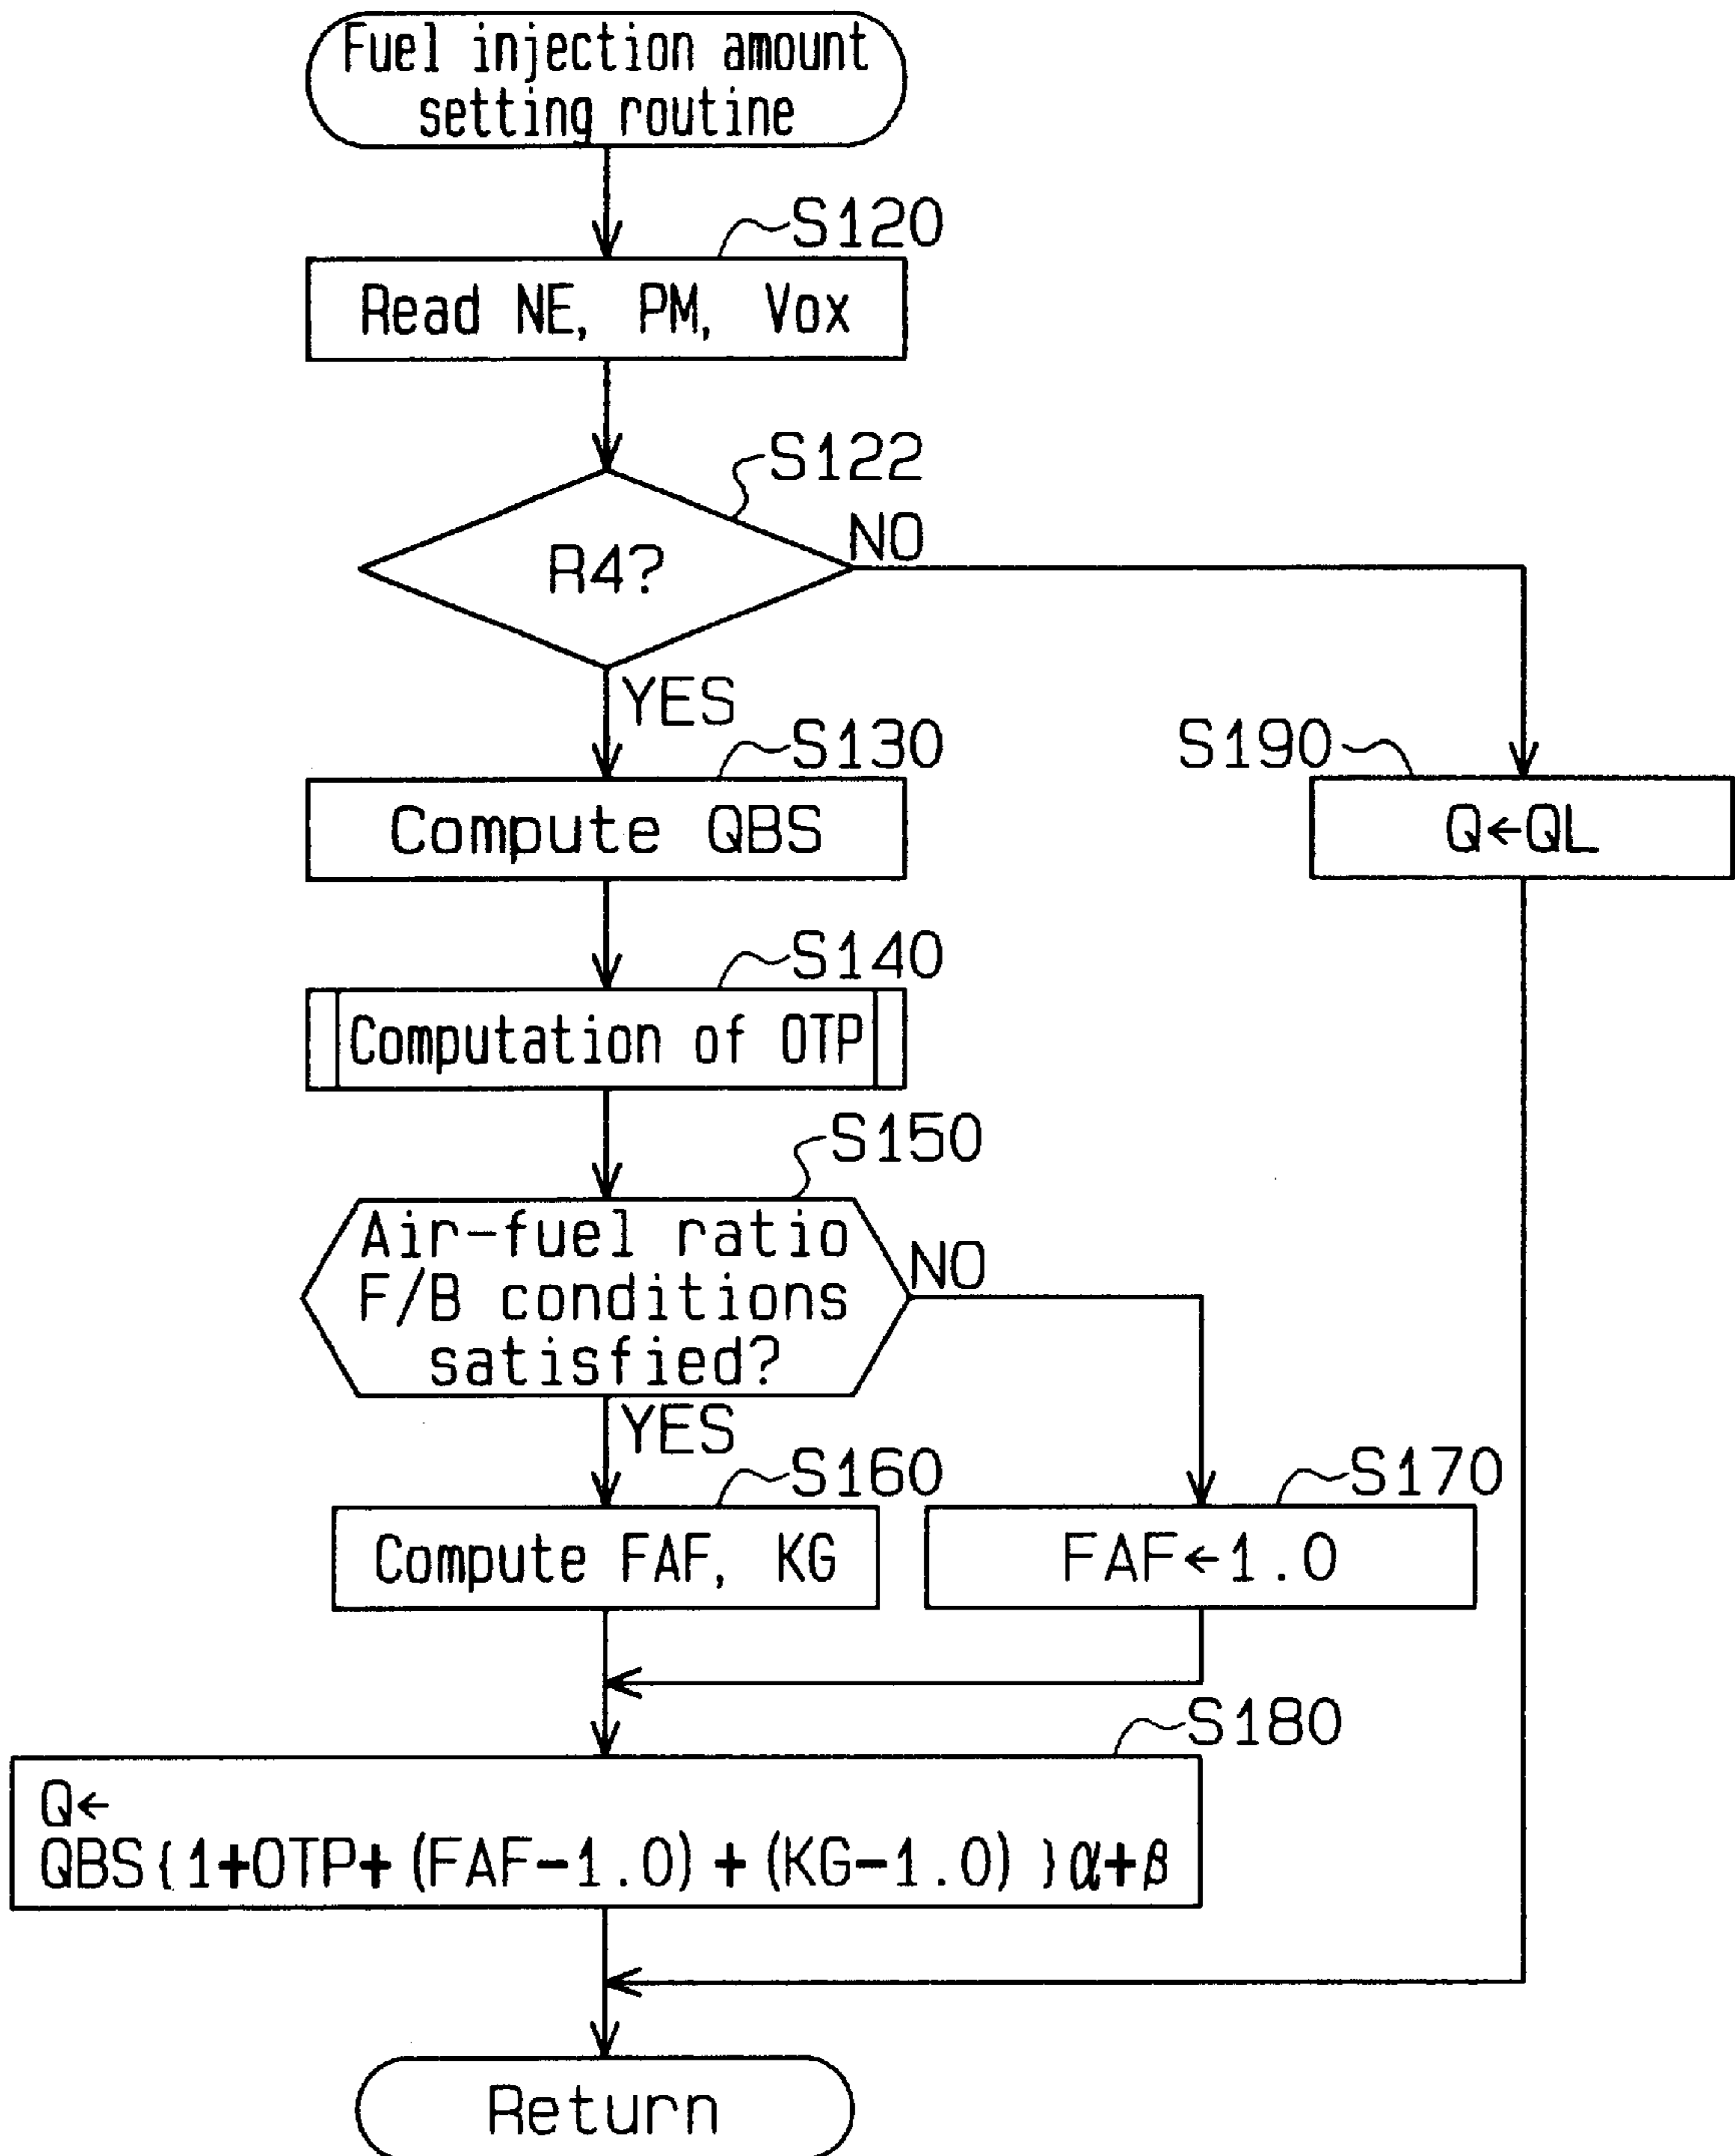 Fuel injection amount
setting routine
S120
Read NE, PM, Vox
S122
R4?
NO
YES
S130
Compute QBS
S190
Q←QL
S140
Computation of OTP
S150
Air-fuel ratio
F/B conditions
satisfied?
NO
YES
S160
Compute FAF, KG
S170
FAF←1.0
S180
Q←
QBS{1+OTP+(FAF-1.0)+(KG-1.0)}α+β
Return